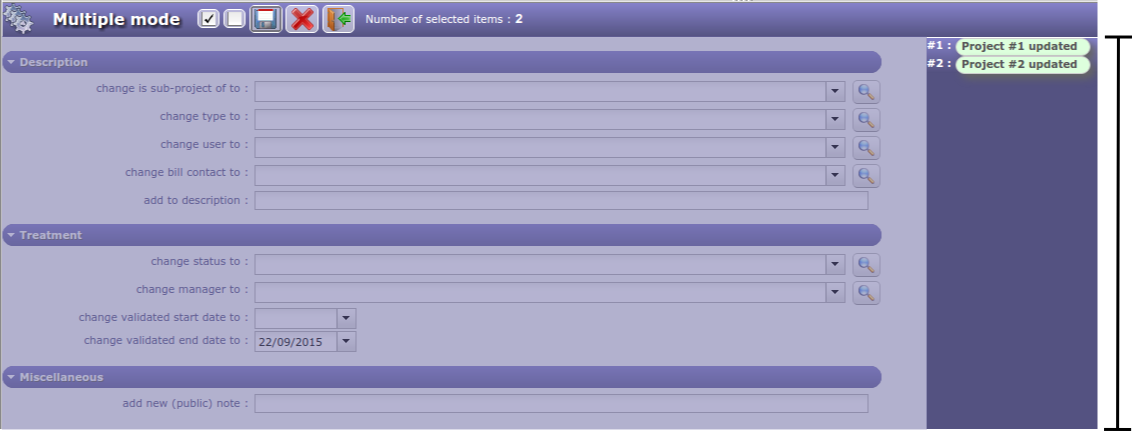 Multiple mode Number of selected items : 2
#1 : Project #1 updated
#2 : Project #2 updated
Description
change is sub-project of to :
change type to :
change user to :
change bill contact to :
add to description :
Treatment
change status to :
change manager to :
change validated start date to :
change validated end date to : 22/09/2015
Miscellaneous
add new (public) note :